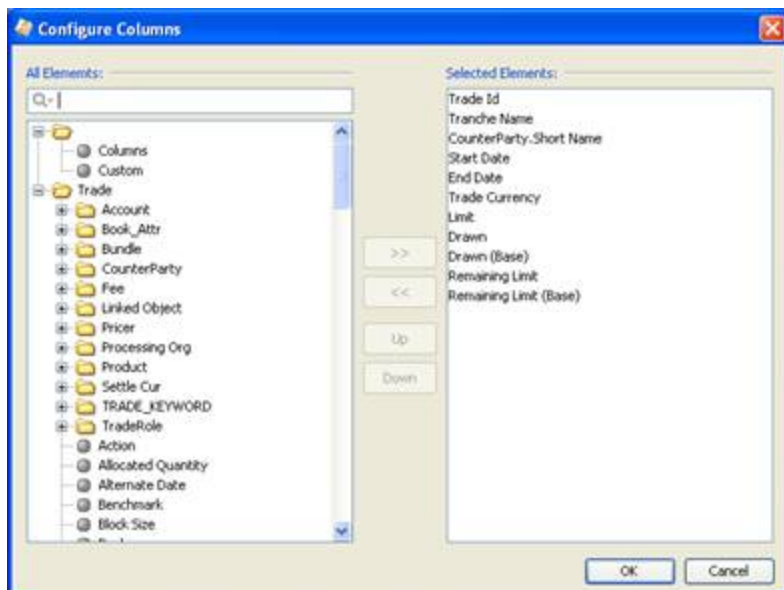 Configure Columns
All Elements:
Columns
Custom
Trade
Account
Book_Attr
Bundle
CounterParty
Fee
Linked Object
Pricer
Processing Org
Product
Settle Cur
TRADE_KEYWORD
TradeRole
Action
Allocated Quantity
Alternate Date
Benchmark
Block Size
>>
<<
Up
Down
Selected Elements:
Trade Id
Tranche Name
CounterParty.Short Name
Start Date
End Date
Trade Currency
Limit
Drawn
Drawn (Base)
Remaining Limit
Remaining Limit (Base)
OK
Cancel